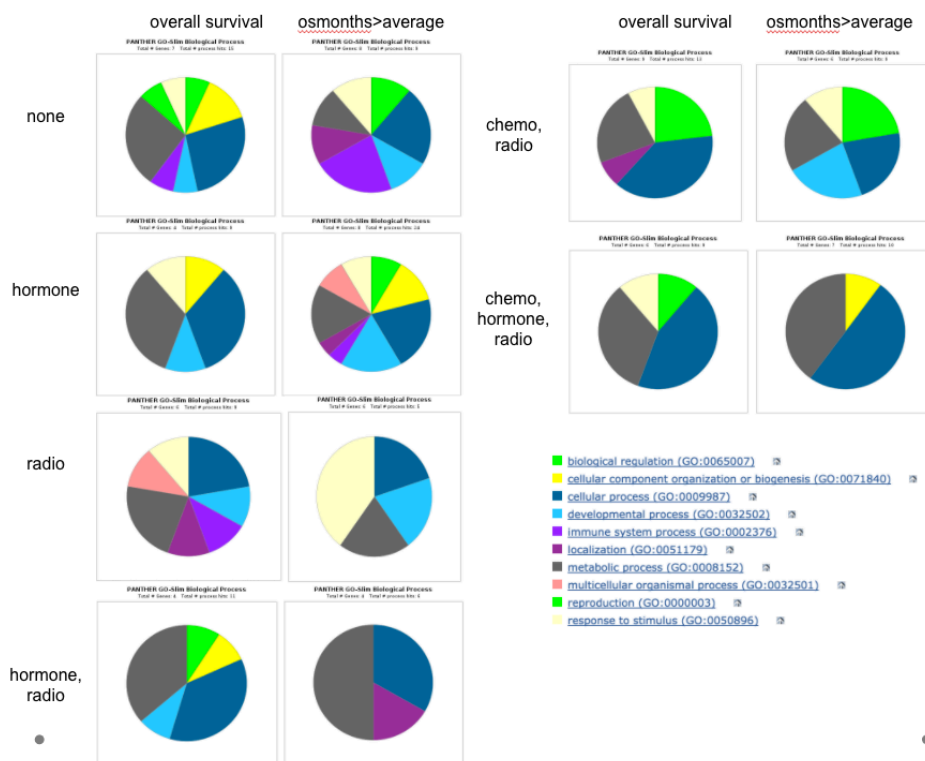 overall survival
osmonths>average
overall survival
osmonths>average
none
PANTHER GO-Slim Biological Process
PANTHER GO-Slim Biological Process
chemo,
radio
PANTHER GO-Slim Biological Process
PANTHER GO-Slim Biological Process
hormone
PANTHER GO-Slim Biological Process
PANTHER GO-Slim Biological Process
chemo,
hormone,
radio
PANTHER GO-Slim Biological Process
PANTHER GO-Slim Biological Process
radio
PANTHER GO-Slim Biological Process
PANTHER GO-Slim Biological Process
hormone,
radio
PANTHER GO-Slim Biological Process
PANTHER GO-Slim Biological Process
biological regulation (GO:0065007)
cellular component organization or biogenesis (GO:0071840)
cellular process (GO:0009987)
developmental process (GO:0032502)
immune system process (GO:0002376)
localization (GO:0051179)
metabolic process (GO:0008152)
multicellular organismal process (GO:0032501)
reproduction (GO:0000003)
response to stimulus (GO:0050896)